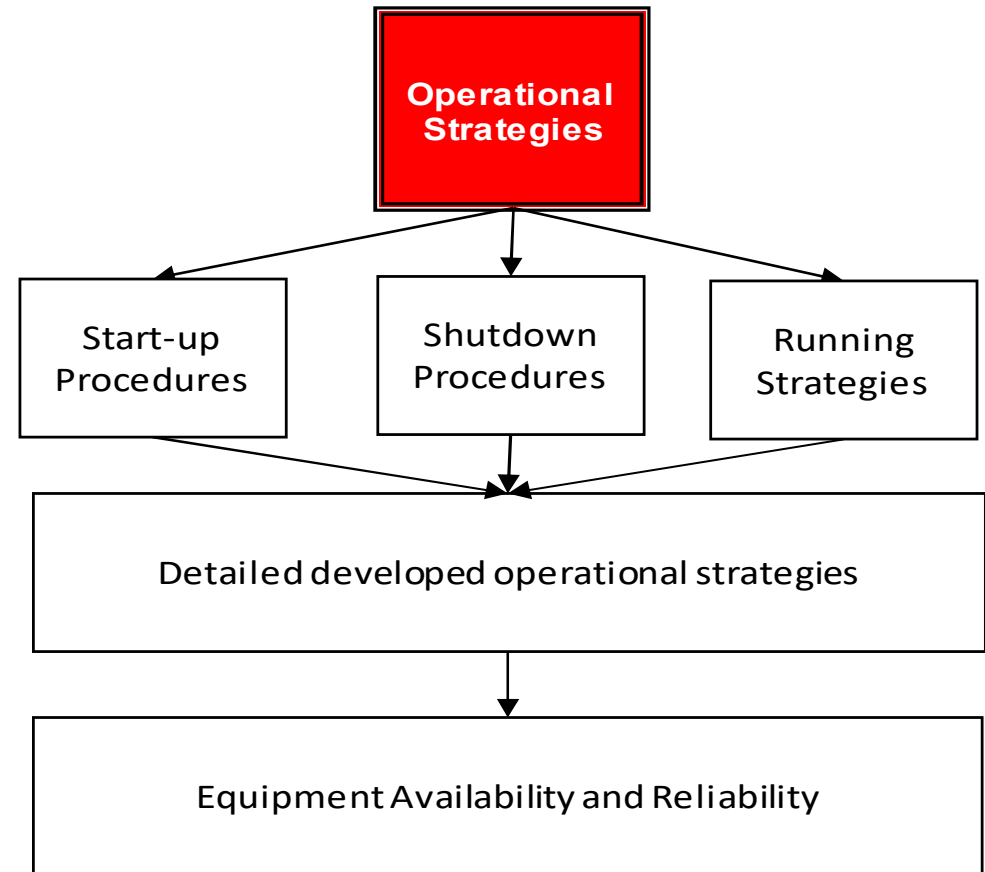 Operational
Strategies
Start-up
Procedures
Shutdown
Procedures
Running
Strategies
Detailed developed operational strategies
Equipment Availability and Reliability